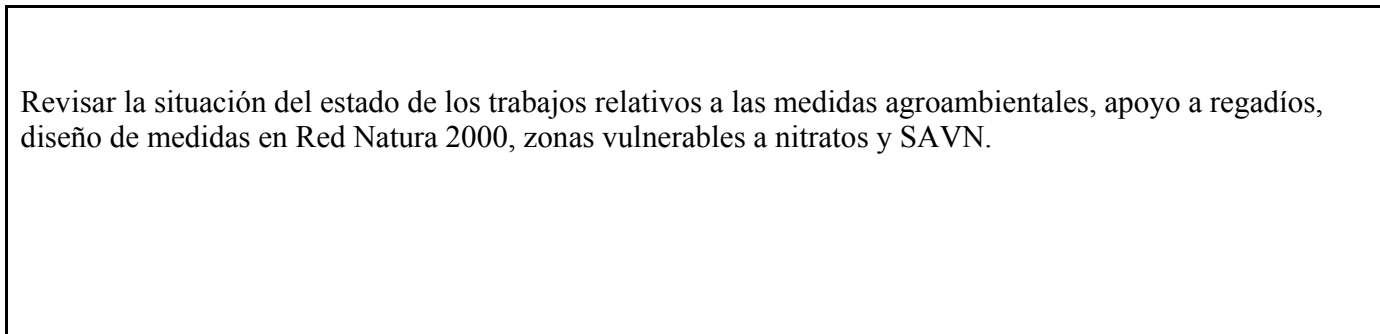 Revisar la situación del estado de los trabajos relativos a las medidas agroambientales, apoyo a regadíos,
diseño de medidas en Red Natura 2000, zonas vulnerables a nitratos y SAVN.